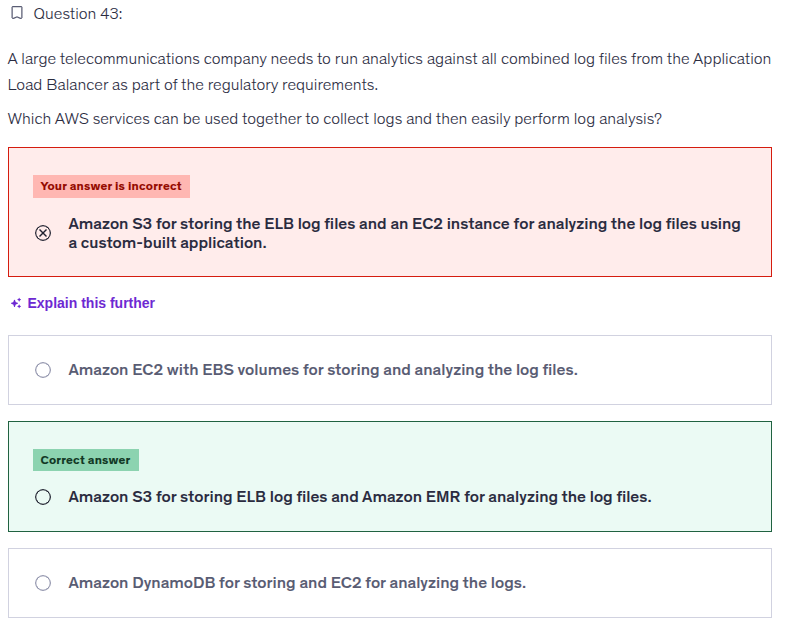 Question 43:
A large telecommunications company needs to run analytics against all combined log files from the Application
Load Balancer as part of the regulatory requirements.
Which AWS services can be used together to collect logs and then easily perform log analysis?
Your answer is incorrect
Amazon S3 for storing the ELB log files and an EC2 instance for analyzing the log files using
a custom-built application.
Explain this further
Amazon EC2 with EBS volumes for storing and analyzing the log files.
Correct answer
Amazon S3 for storing ELB log files and Amazon EMR for analyzing the log files.
Amazon DynamoDB for storing and EC2 for analyzing the logs.